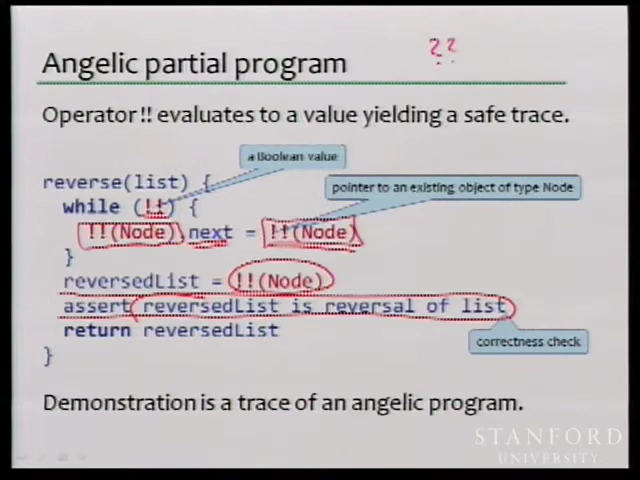 Angelic partial program
??
Operator !! evaluates to a value yielding a safe trace.
a Boolean value
reverse(list) {
pointer to an existing object of type Node
while (!!) {
!!(Node).next = !!(Node)
}
reversedList = !!(Node)
assert reversedList is reversal of list
return reversedList
correctness check
}
Demonstration is a trace of an angelic program.
STANFORD
UNIVERSITY